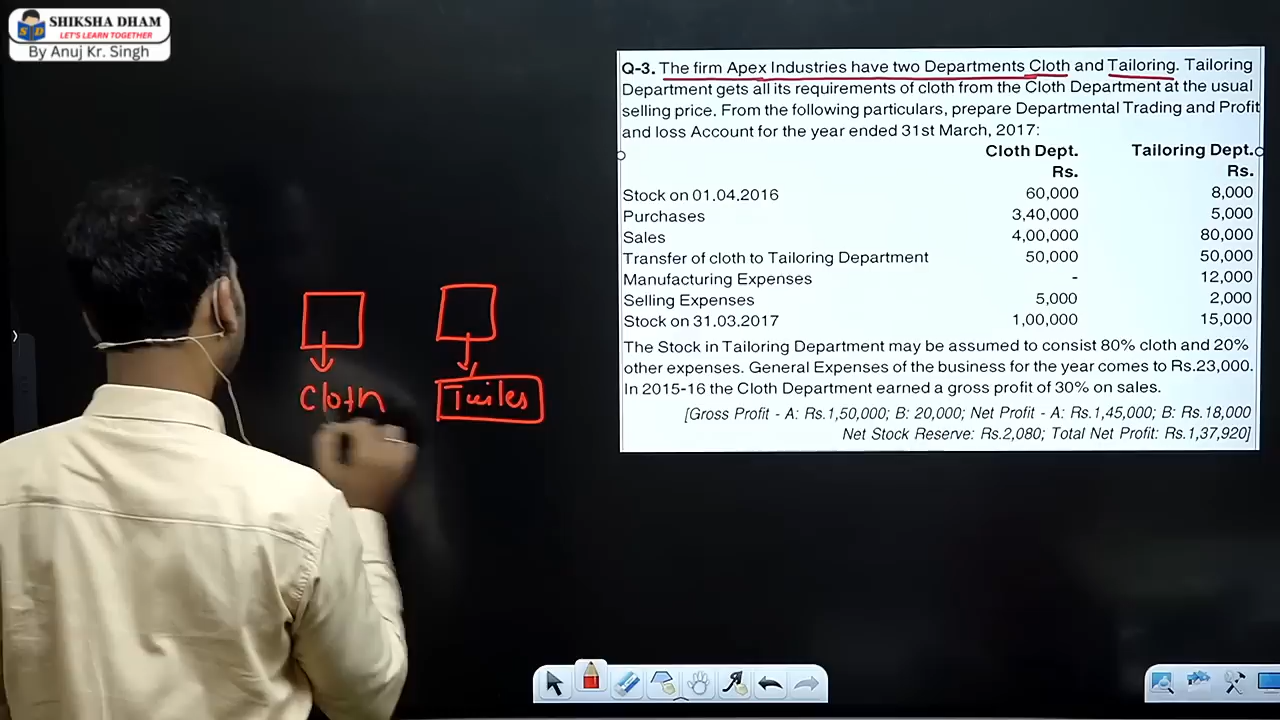 SHIKSHA DHAM
LET'S LEARN TOGETHER
By Anuj Kr. Singh
Q-3. The firm Apex Industries have two Departments Cloth and Tailoring. Tailoring
Department gets all its requirements of cloth from the Cloth Department at the usual
selling price. From the following particulars, prepare Departmental Trading and Profit
and loss Account for the year ended 31st March, 2017:
Cloth Dept. Tailoring Dept.
Rs. Rs.
Stock on 01.04.2016 60,000 8,000
Purchases 3,40,000 5,000
Sales 4,00,000 80,000
Transfer of cloth to Tailoring Department 50,000 50,000
Manufacturing Expenses - 12,000
Selling Expenses 5,000 2,000
Stock on 31.03.2017 1,00,000 15,000
The Stock in Tailoring Department may be assumed to consist 80% cloth and 20%
other expenses. General Expenses of the business for the year comes to Rs.23,000.
In 2015-16 the Cloth Department earned a gross profit of 30% on sales.
[Gross Profit - A: Rs.1,50,000; B: 20,000; Net Profit - A: Rs.1,45,000; B: Rs.18,000
Net Stock Reserve: Rs.2,080; Total Net Profit: Rs.1,37,920]
Cloth